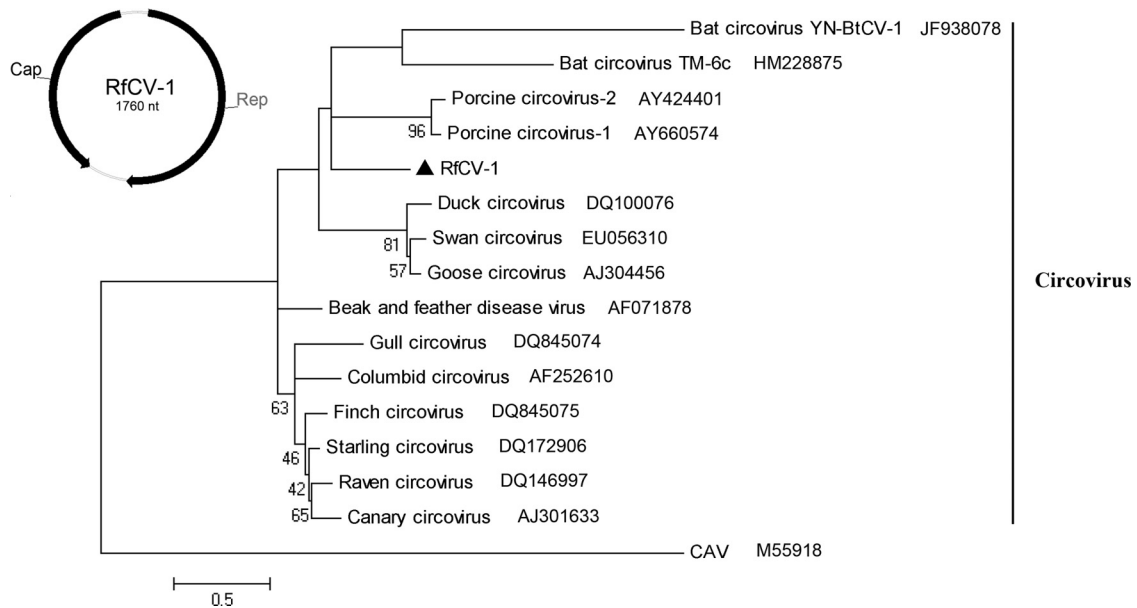 Cap
RfCV-1
1760 nt
Rep
Bat circovirus YN-BtCV-1 JF938078
Bat circovirus TM-6c HM228875
Porcine circovirus-2 AY424401
96
Porcine circovirus-1 AY660574
RfCV-1
Duck circovirus DQ100076
81
Swan circovirus EU056310
57
Goose circovirus AJ304456
Circovirus
Beak and feather disease virus AF071878
Gull circovirus DQ845074
Columbid circovirus AF252610
63
Finch circovirus DQ845075
Starling circovirus DQ172906
46
Raven circovirus DQ146997
42
Canary circovirus AJ301633
65
CAV M55918
0.5